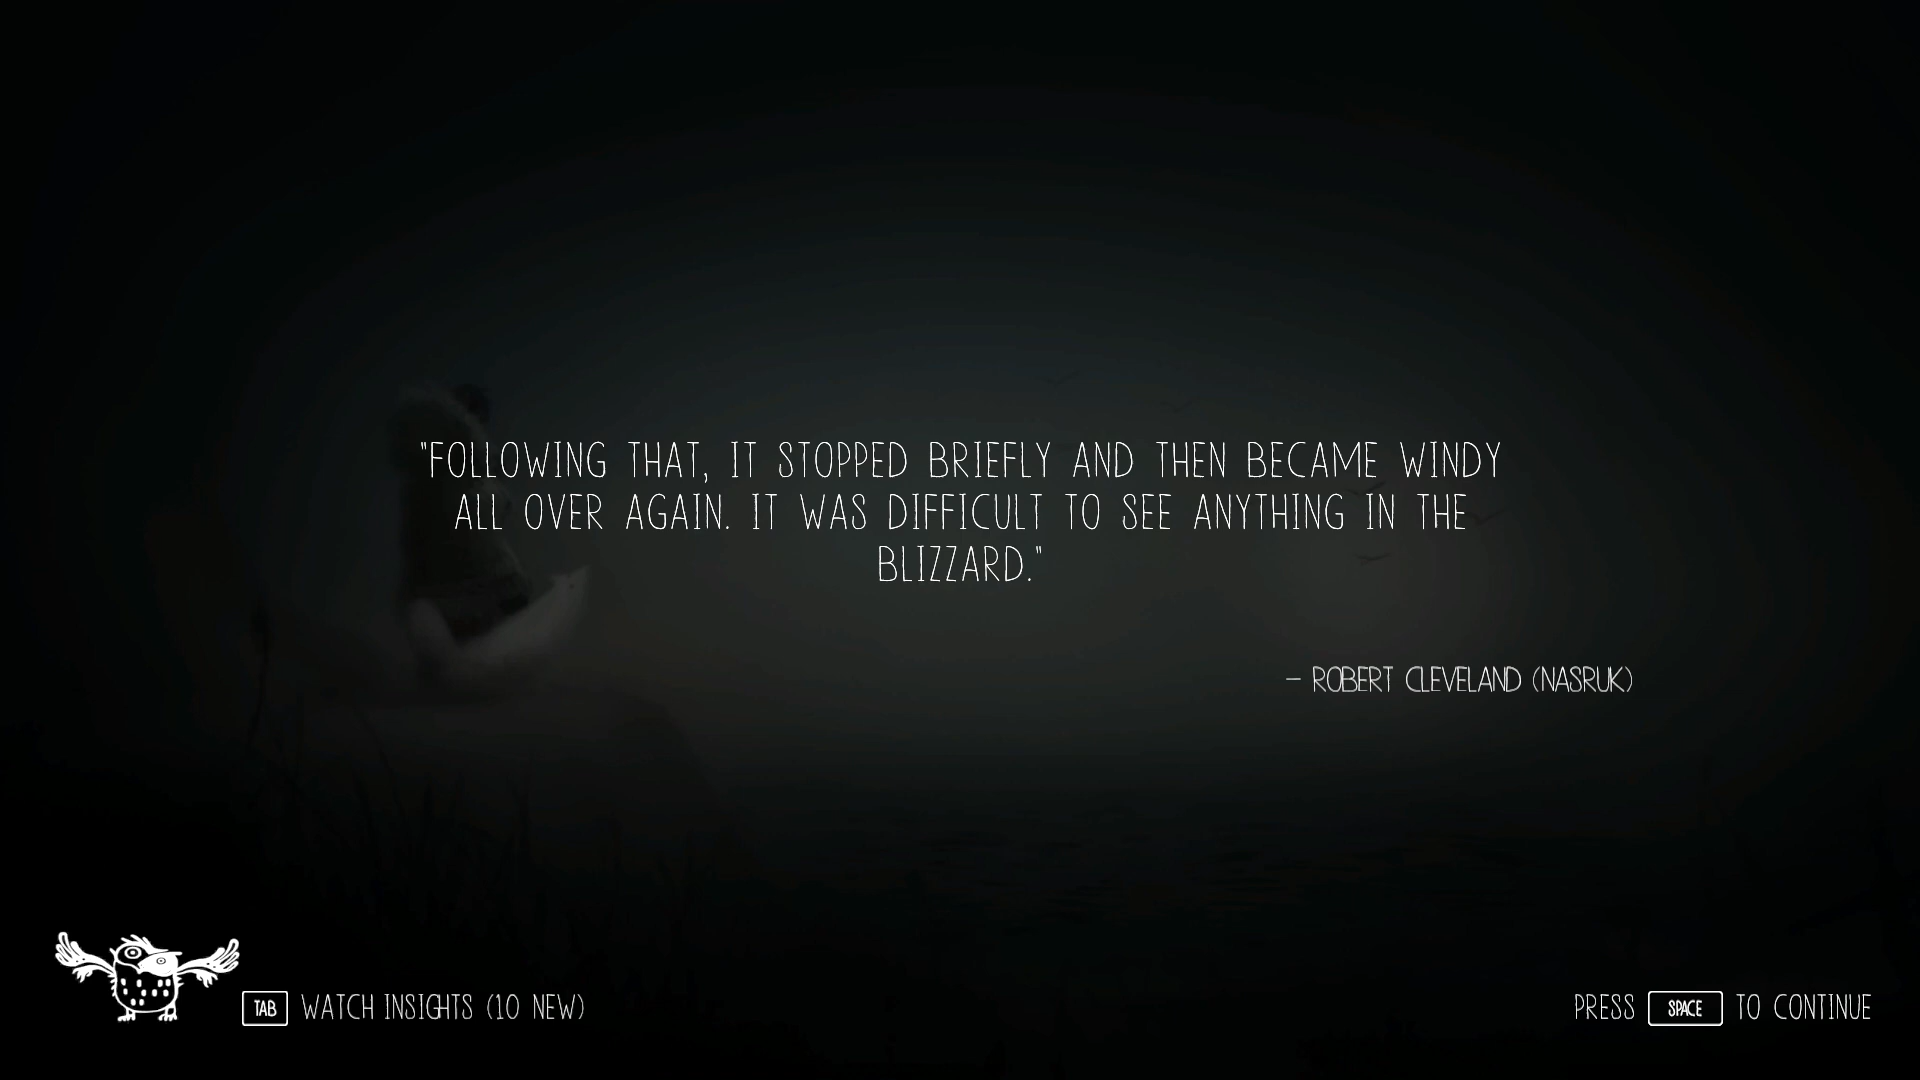 "FOLLOWING THAT, IT STOPPED BRIEFLY AND THEN BECAME WINDY
ALL OVER AGAIN. IT WAS DIFFICULT TO SEE ANYTHING IN THE
BLIZZARD."
– ROBERT CLEVELAND (NASRUK)
TAB WATCH INSIGHTS (10 NEW)
PRESS SPACE TO CONTINUE